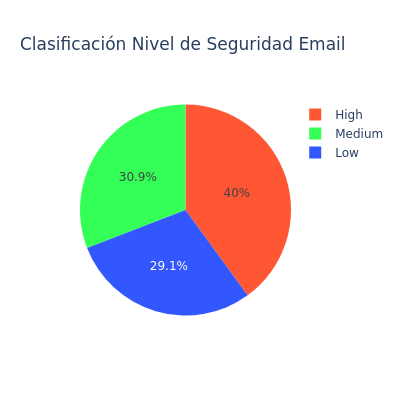 Clasificación Nivel de Seguridad Email
High
Medium
Low
30.9%
40%
29.1%